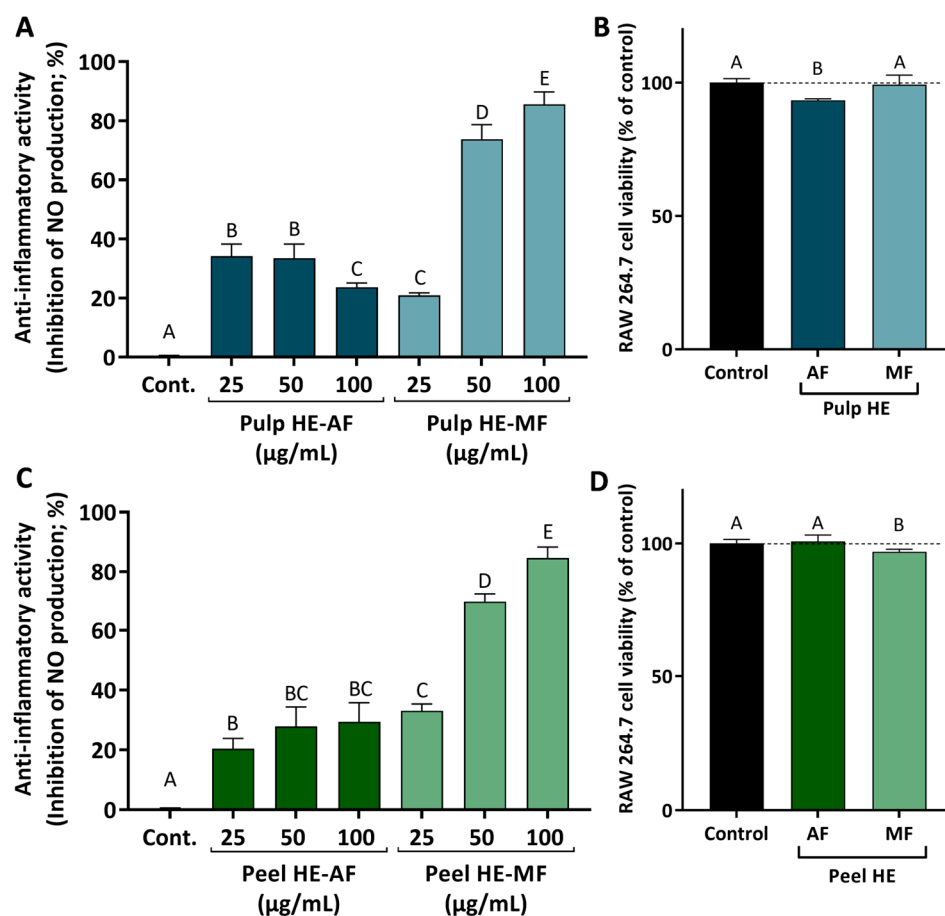 A
Anti-inflammatory activity
(Inhibition of NO production; %)
100
80
60
40
20
0
A
B
B
C
C
D
E
Cont.
25
50
100
25
50
100
Pulp HE-AF
(µg/mL)
Pulp HE-MF
(µg/mL)
B
RAW 264.7 cell viability (% of control)
100
50
0
A
B
A
Control
AF
MF
Pulp HE
C
Anti-inflammatory activity
(Inhibition of NO production; %)
100
80
60
40
20
0
A
B
BC
BC
C
D
E
Cont.
25
50
100
25
50
100
Peel HE-AF
(µg/mL)
Peel HE-MF
(µg/mL)
D
RAW 264.7 cell viability (% of control)
100
50
0
A
A
B
Control
AF
MF
Peel HE